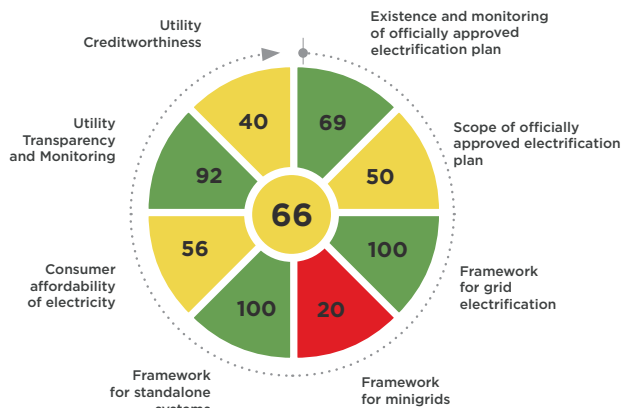 Utility
Creditworthiness
Existence and monitoring
of officially approved
electrification plan
40
69
Utility
Transparency
and Monitoring
Scope of officially
approved electrification
plan
92
50
66
56
100
Consumer
affordability
of electricity
Framework
for grid
electrification
100
20
Framework
for standalone
systems
Framework
for minigrids